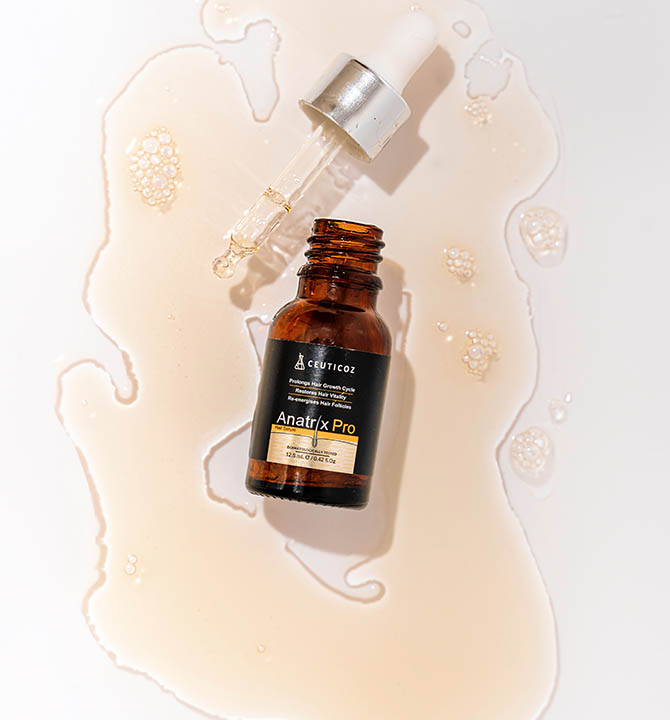 CEUTICOZ
Prolongs Hair Growth Cycle
Restores Hair Vitality
Re-energises Hair Follicles
Anatrix Pro
Hair Serum
DERMATOLOGICALLY TESTED
12.5 mL ℮ / 0.42 fl.Oz